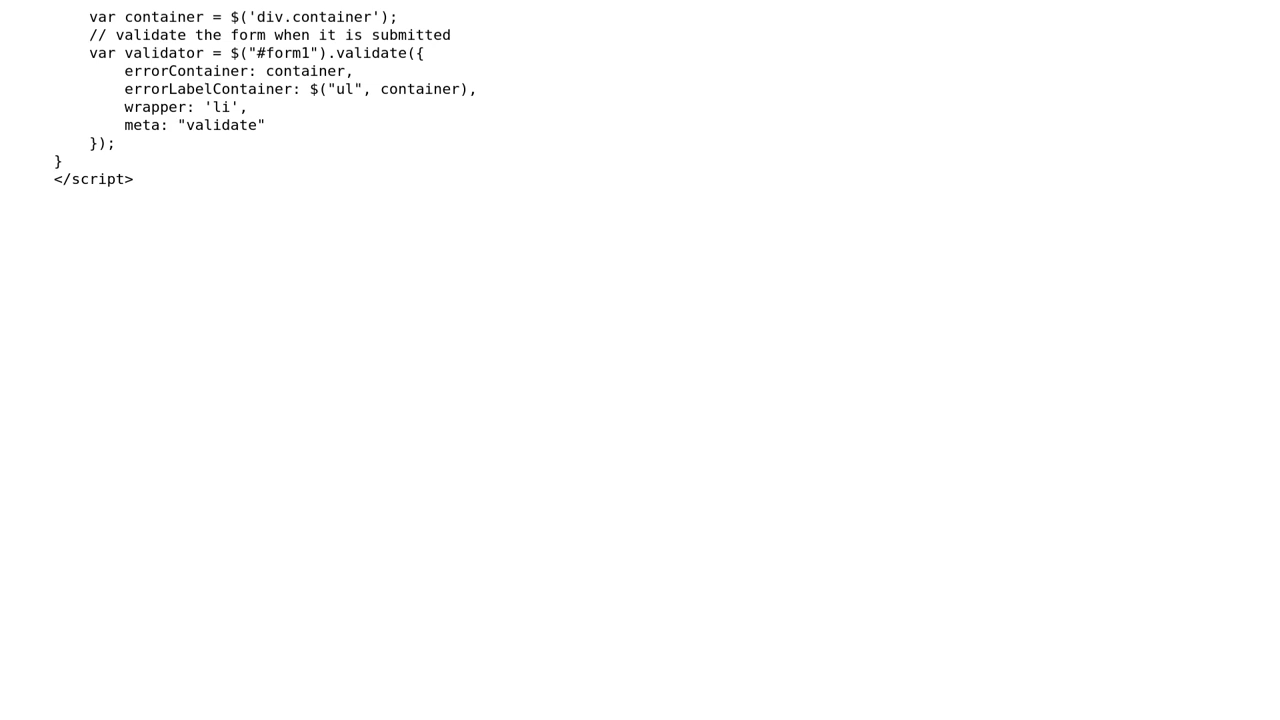 var container = $('div.container');
    // validate the form when it is submitted
    var validator = $("#form1").validate({
        errorContainer: container,
        errorLabelContainer: $("ul", container),
        wrapper: 'li',
        meta: "validate"
    });
}
</script>